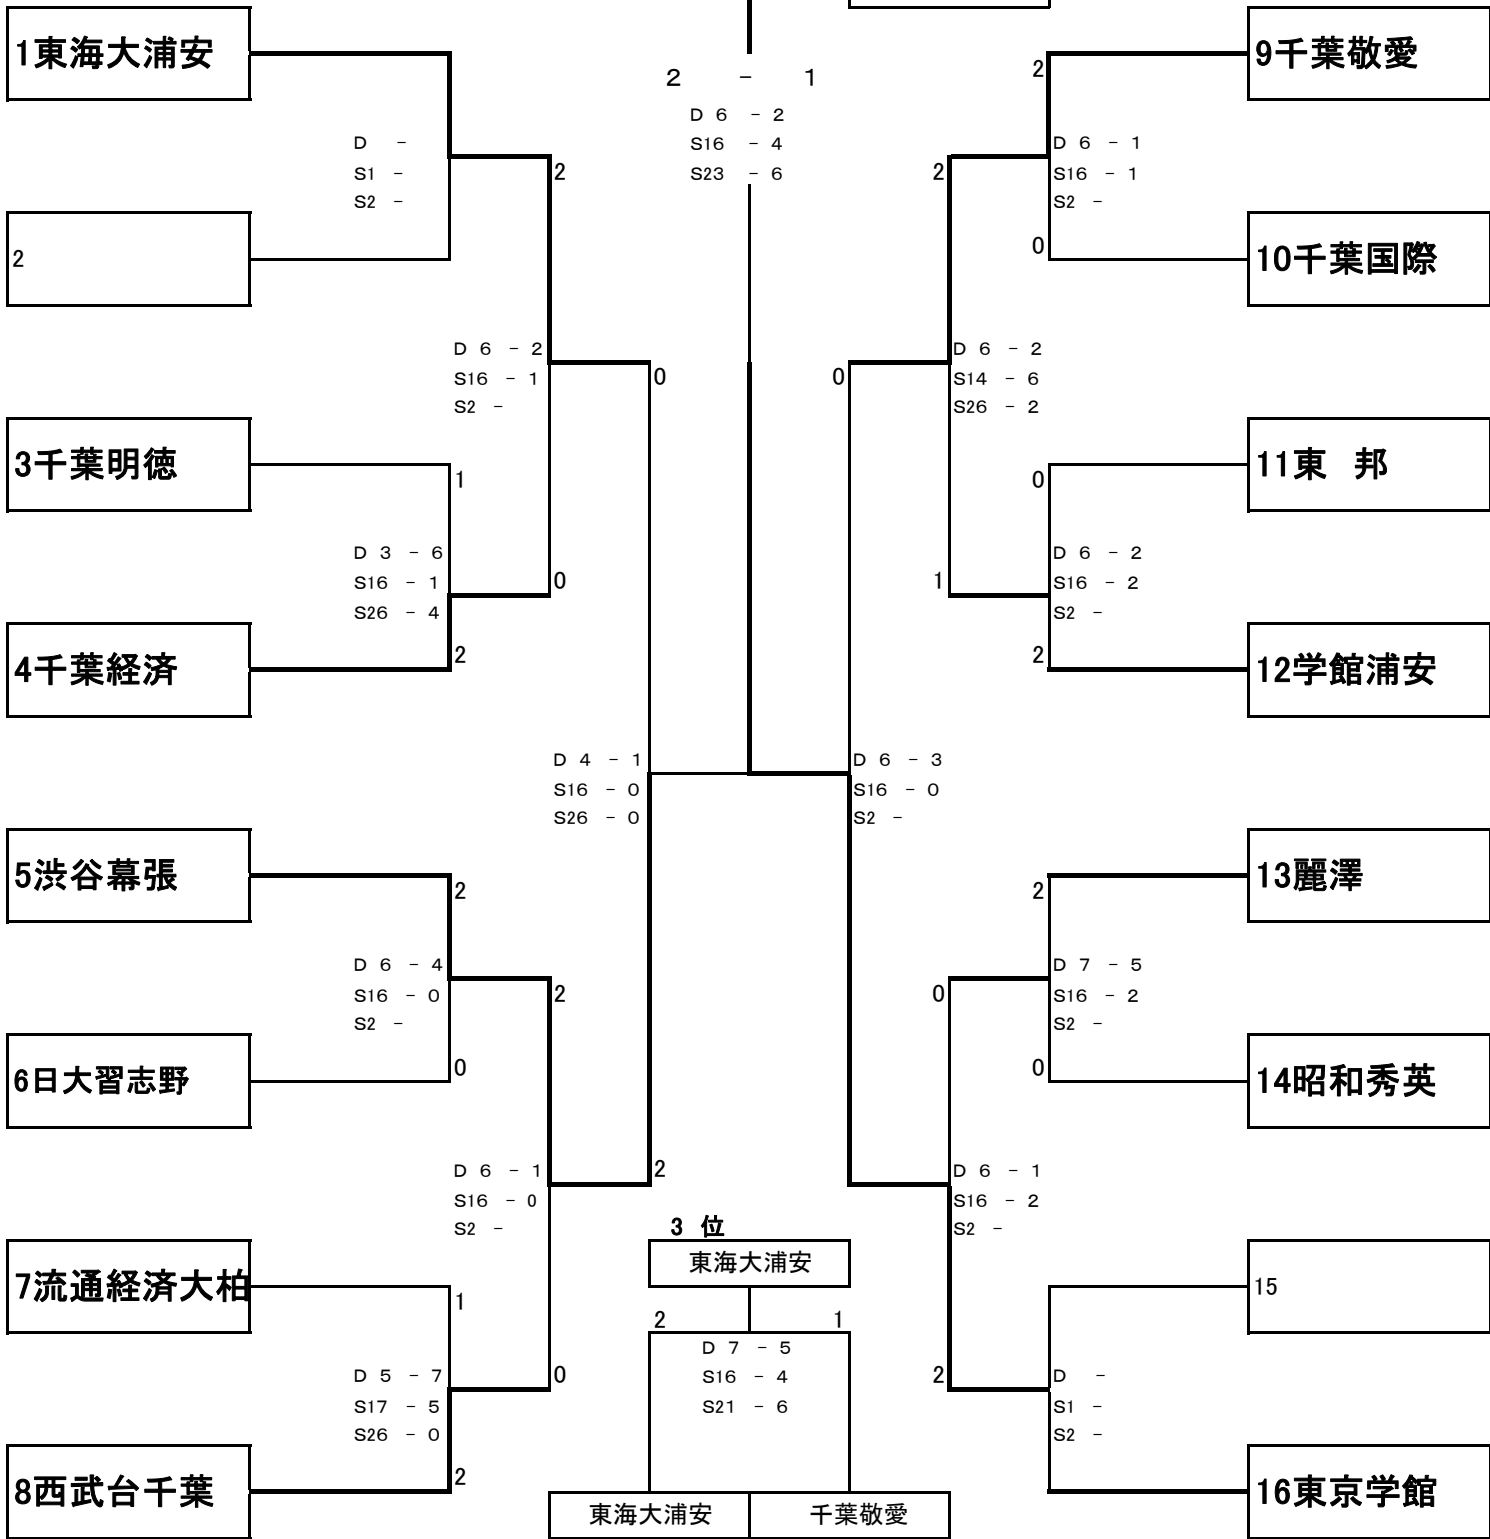 1東海大浦安
D -
S1 -
S2 -
2
2
D 6 - 2
S16 - 1
S2 -
3千葉明徳
1
D 3 - 6
S16 - 1
S26 - 4
0
4千葉経済
2
0
D 4 - 1
S16 - 0
S26 - 0
5渋谷幕張
2
D 6 - 4
S16 - 0
S2 -
2
6日大習志野
0
D 6 - 1
S16 - 0
S2 -
2
7流通経済大柏
1
D 5 - 7
S17 - 5
S26 - 0
0
8西武台千葉
2
2 - 1
D 6 - 2
S16 - 4
S23 - 6
3 位
東海大浦安
2 1
D 7 - 5
S16 - 4
S21 - 6
東海大浦安 千葉敬愛
9千葉敬愛
2
D 6 - 1
S16 - 1
S2 -
2
0
10千葉国際
D 6 - 2
S14 - 6
S26 - 2
0
11東 邦
0
D 6 - 2
S16 - 2
S2 -
1
2
12学館浦安
D 6 - 3
S16 - 0
S2 -
13麗澤
2
D 7 - 5
S16 - 2
S2 -
0
0
14昭和秀英
D 6 - 1
S16 - 2
S2 -
15
D -
S1 -
S2 -
2
16東京学館